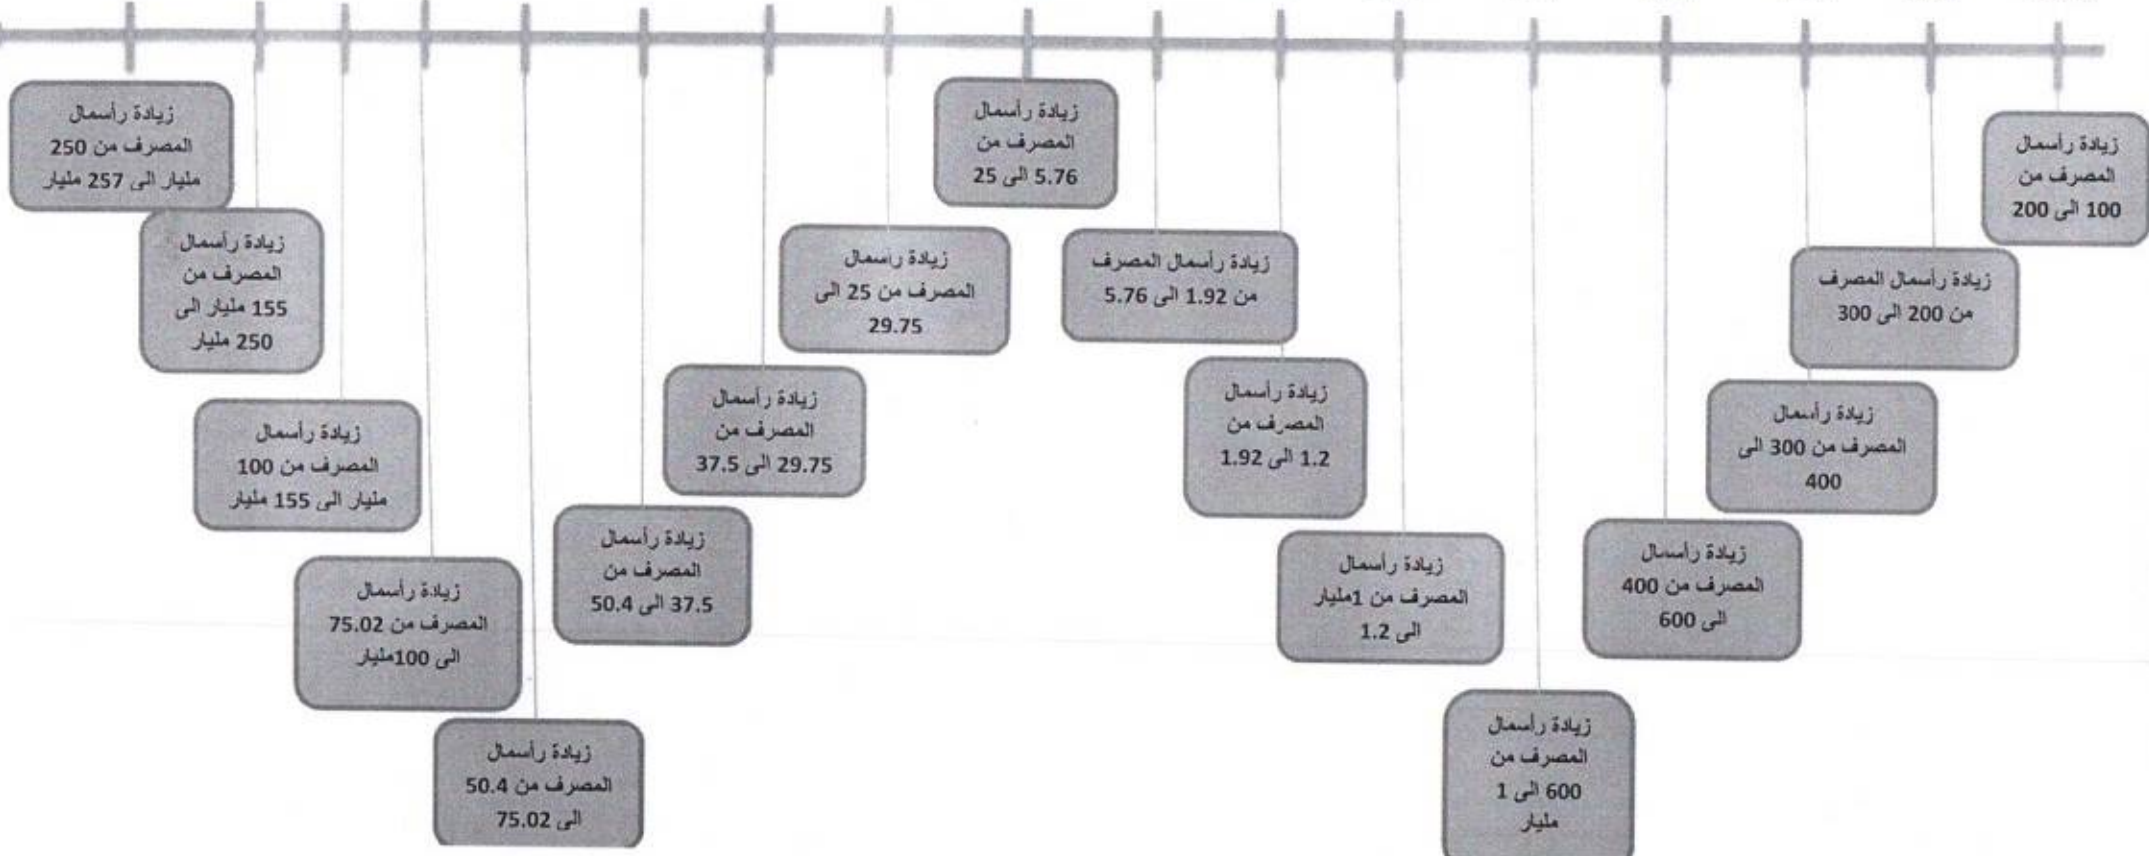 زيادة رأسمال
المصرف من
100 الى 200
زيادة رأسمال المصرف
من 200 الى 300
زيادة رأسمال
المصرف من 300 الى
400
زيادة رأسمال
المصرف من 400
الى 600
زيادة رأسمال
المصرف من
600 الى 1
مليار
زيادة رأسمال
المصرف من 1مليار
الى 1.2
زيادة رأسمال
المصرف من
1.2 الى 1.92
زيادة رأسمال المصرف
من 1.92 الى 5.76
زيادة رأسمال
المصرف من
5.76 الى 25
زيادة راسمال
المصرف من 25 الى
29.75
زيادة رأسمال
المصرف من
29.75 الى 37.5
زيادة رأسمال
المصرف من
37.5 الى 50.4
زيادة رأسمال
المصرف من 50.4
الى 75.02
زيادة رأسمال
المصرف من 75.02
الى 100مليار
زيادة رأسمال
المصرف من 100
مليار الى 155 مليار
زيادة رأسمال
المصرف من
155 مليار الى
250 مليار
زيادة رأسمال
المصرف من 250
مليار الى 257 مليار